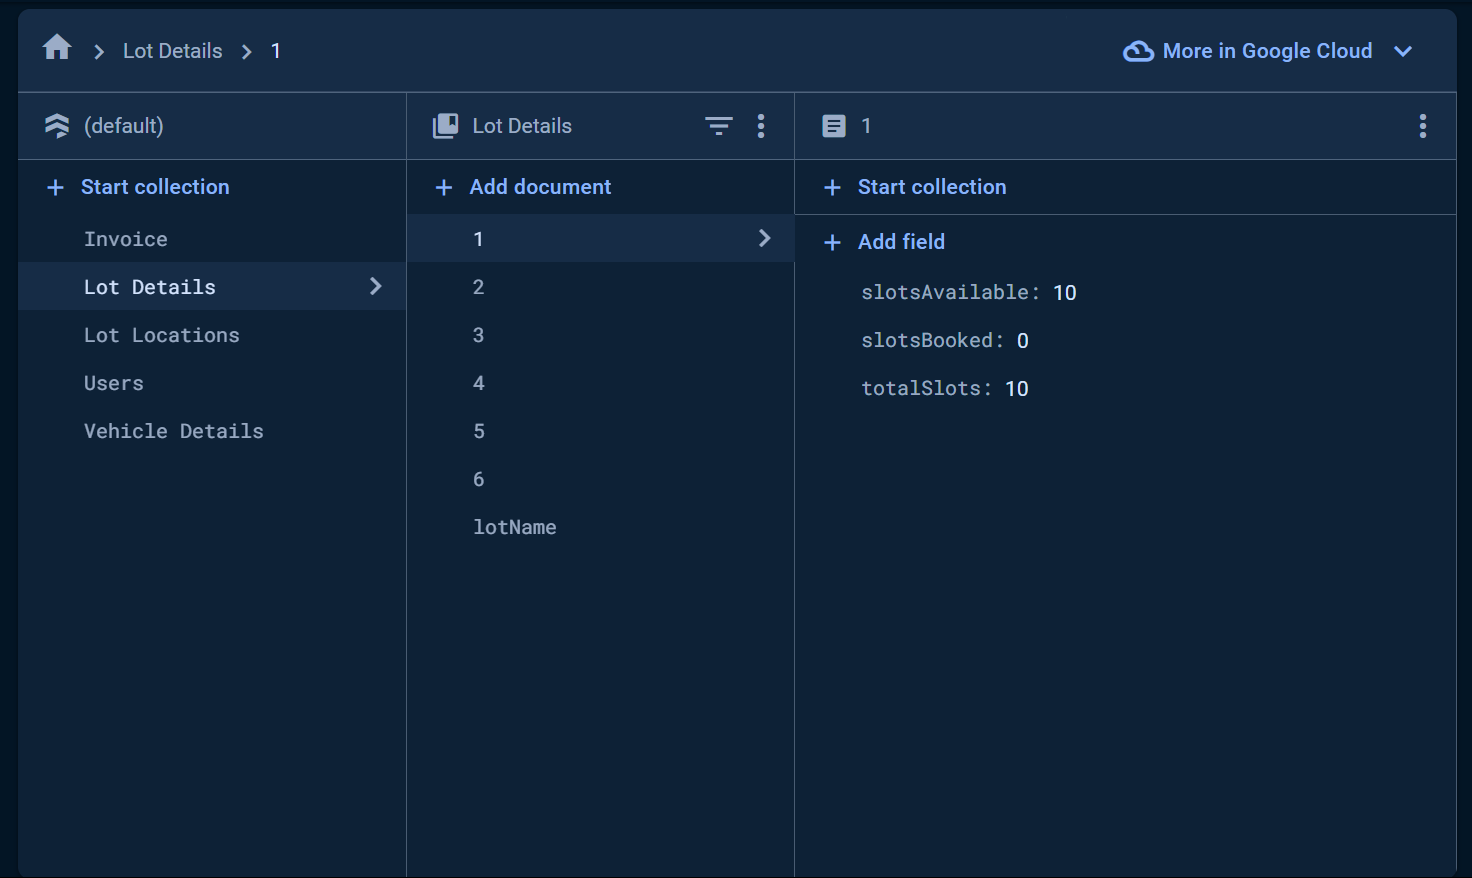 Lot Details
1
More in Google Cloud
(default)
Lot Details
1
Start collection
Invoice
Lot Details
Lot Locations
Users
Vehicle Details
Add document
1
2
3
4
5
6
lotName
Start collection
Add field
slotsAvailable: 10
slotsBooked: 0
totalSlots: 10